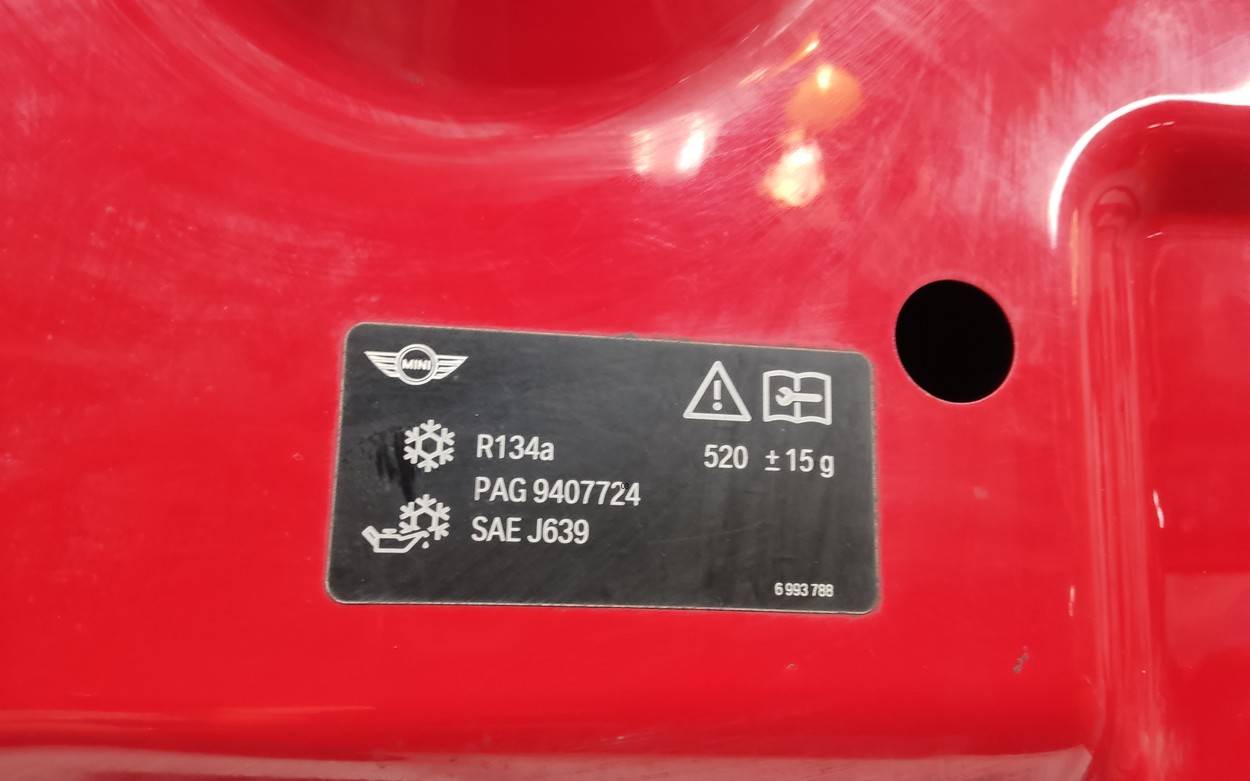 MINI
R134a
520 ±15 g
PAG 9407724
SAE J639
6 993 788